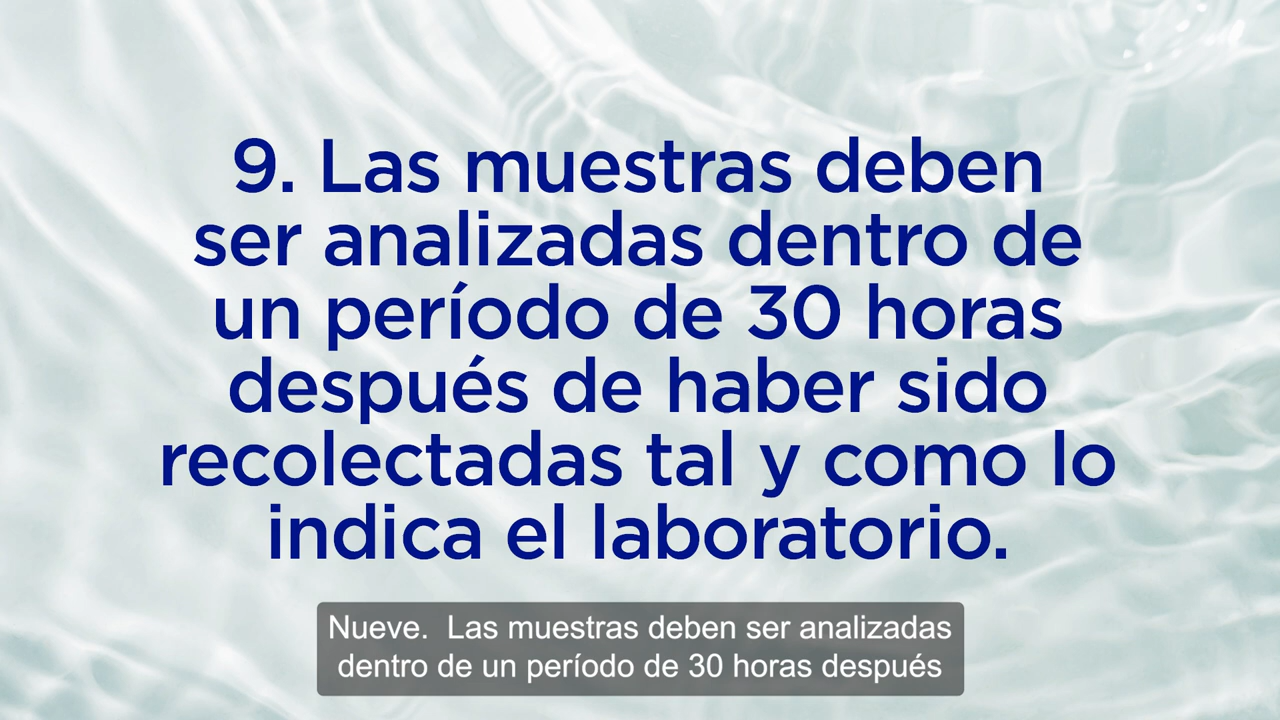 9. Las muestras deben
ser analizadas dentro de
un período de 30 horas
después de haber sido
recolectadas tal y como lo
indica el laboratorio.
Nueve.  Las muestras deben ser analizadas
dentro de un período de 30 horas después